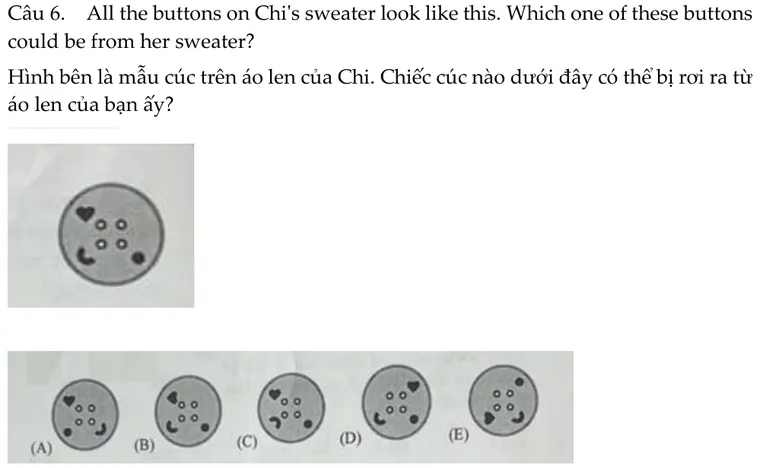 Câu 6. All the buttons on Chi's sweater look like this. Which one of these buttons
could be from her sweater?
Hình bên là mẫu cúc trên áo len của Chi. Chiếc cúc nào dưới đây có thể bị rơi ra từ
áo len của bạn ấy?
(A) (B) (C) (D) (E)